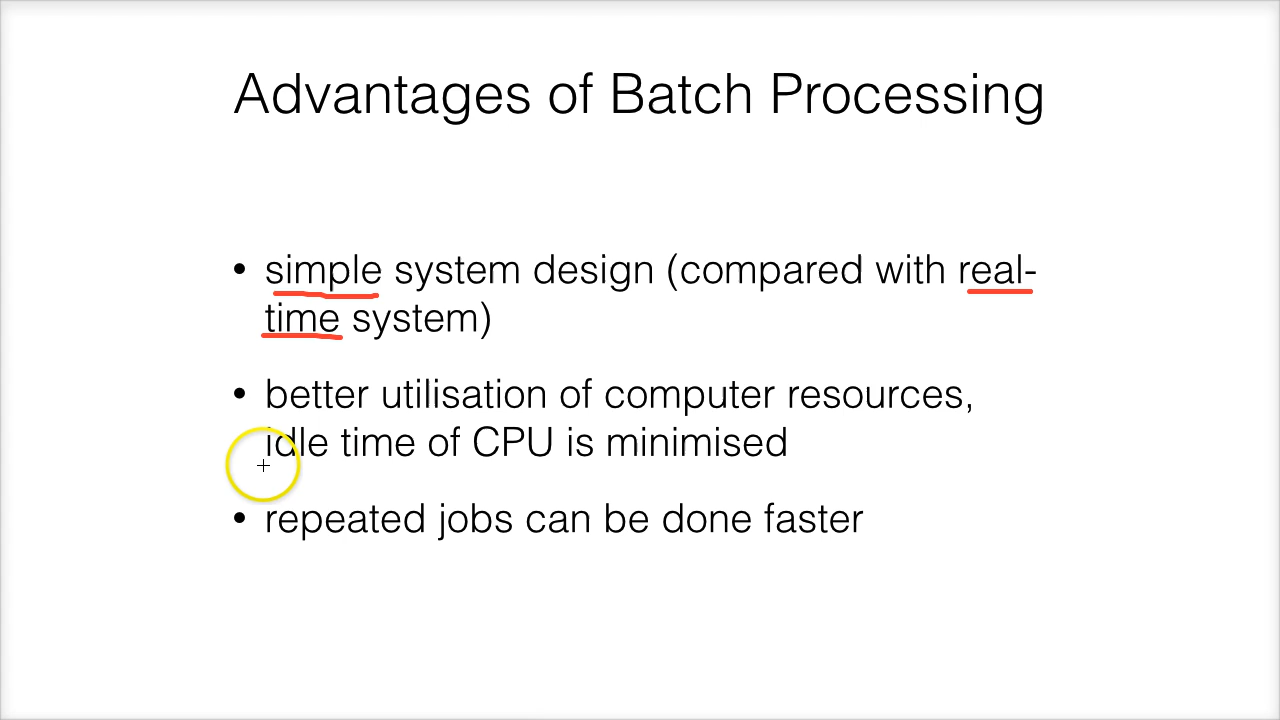 Advantages of Batch Processing
• simple system design (compared with real-
time system)
• better utilisation of computer resources,
idle time of CPU is minimised
• repeated jobs can be done faster